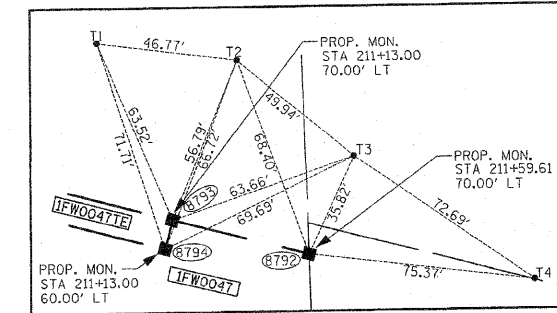 T1
46.77'
T2
PROP. MON.
STA 211+13.00
70.00' LT
49.94'
63.52'
71.71'
56.79'
66.72'
68.40'
T3
PROP. MON.
STA 211+59.61
70.00' LT
63.66'
69.69'
35.82'
72.69'
8793
1FW0047TE
8794
8792
75.37'
T4
PROP. MON.
STA 211+13.00
60.00' LT
1FW0047